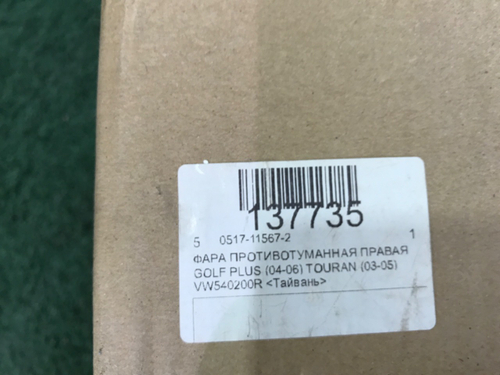 137735
5 0517-11567-2 1
ФАРА ПРОТИВОТУМАННАЯ ПРАВАЯ
GOLF PLUS (04-06) TOURAN (03-05)
VW540200R <Тайвань>